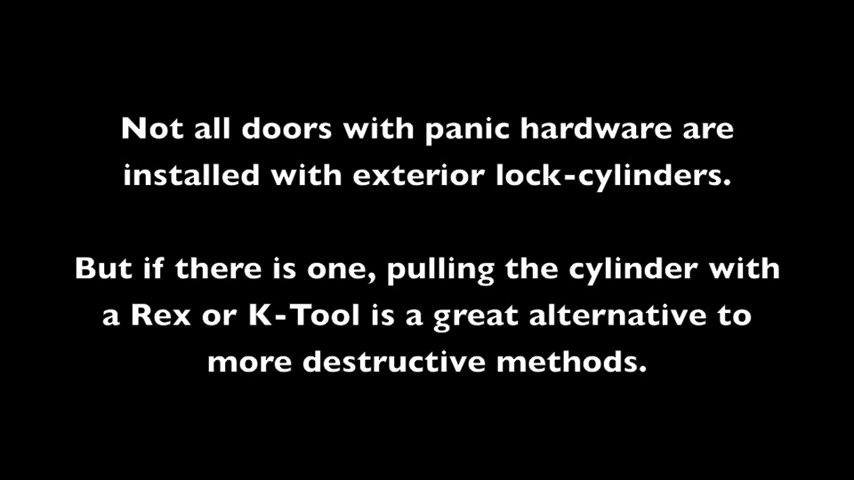 Not all doors with panic hardware are
installed with exterior lock-cylinders.
But if there is one, pulling the cylinder with
a Rex or K-Tool is a great alternative to
more destructive methods.